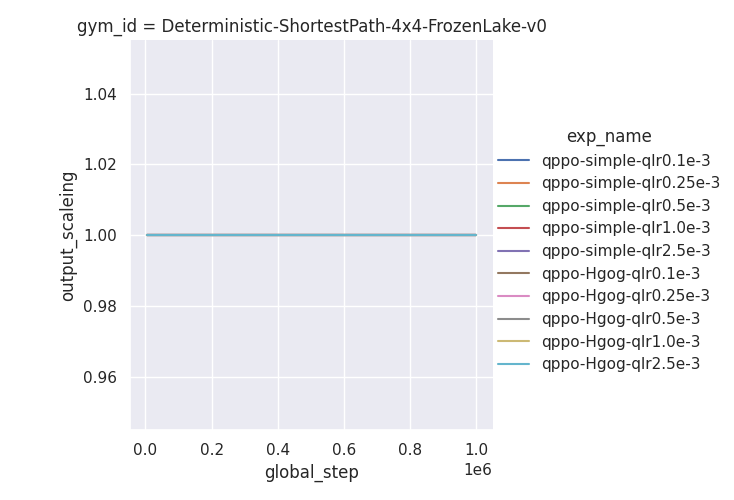 gym_id = Deterministic-ShortestPath-4x4-FrozenLake-v0
output_scaleing
1.04
1.02
1.00
0.98
0.96
0.0 0.2 0.4 0.6 0.8 1.0
1e6
global_step
exp_name
qppo-simple-qlr0.1e-3
qppo-simple-qlr0.25e-3
qppo-simple-qlr0.5e-3
qppo-simple-qlr1.0e-3
qppo-simple-qlr2.5e-3
qppo-Hgog-qlr0.1e-3
qppo-Hgog-qlr0.25e-3
qppo-Hgog-qlr0.5e-3
qppo-Hgog-qlr1.0e-3
qppo-Hgog-qlr2.5e-3